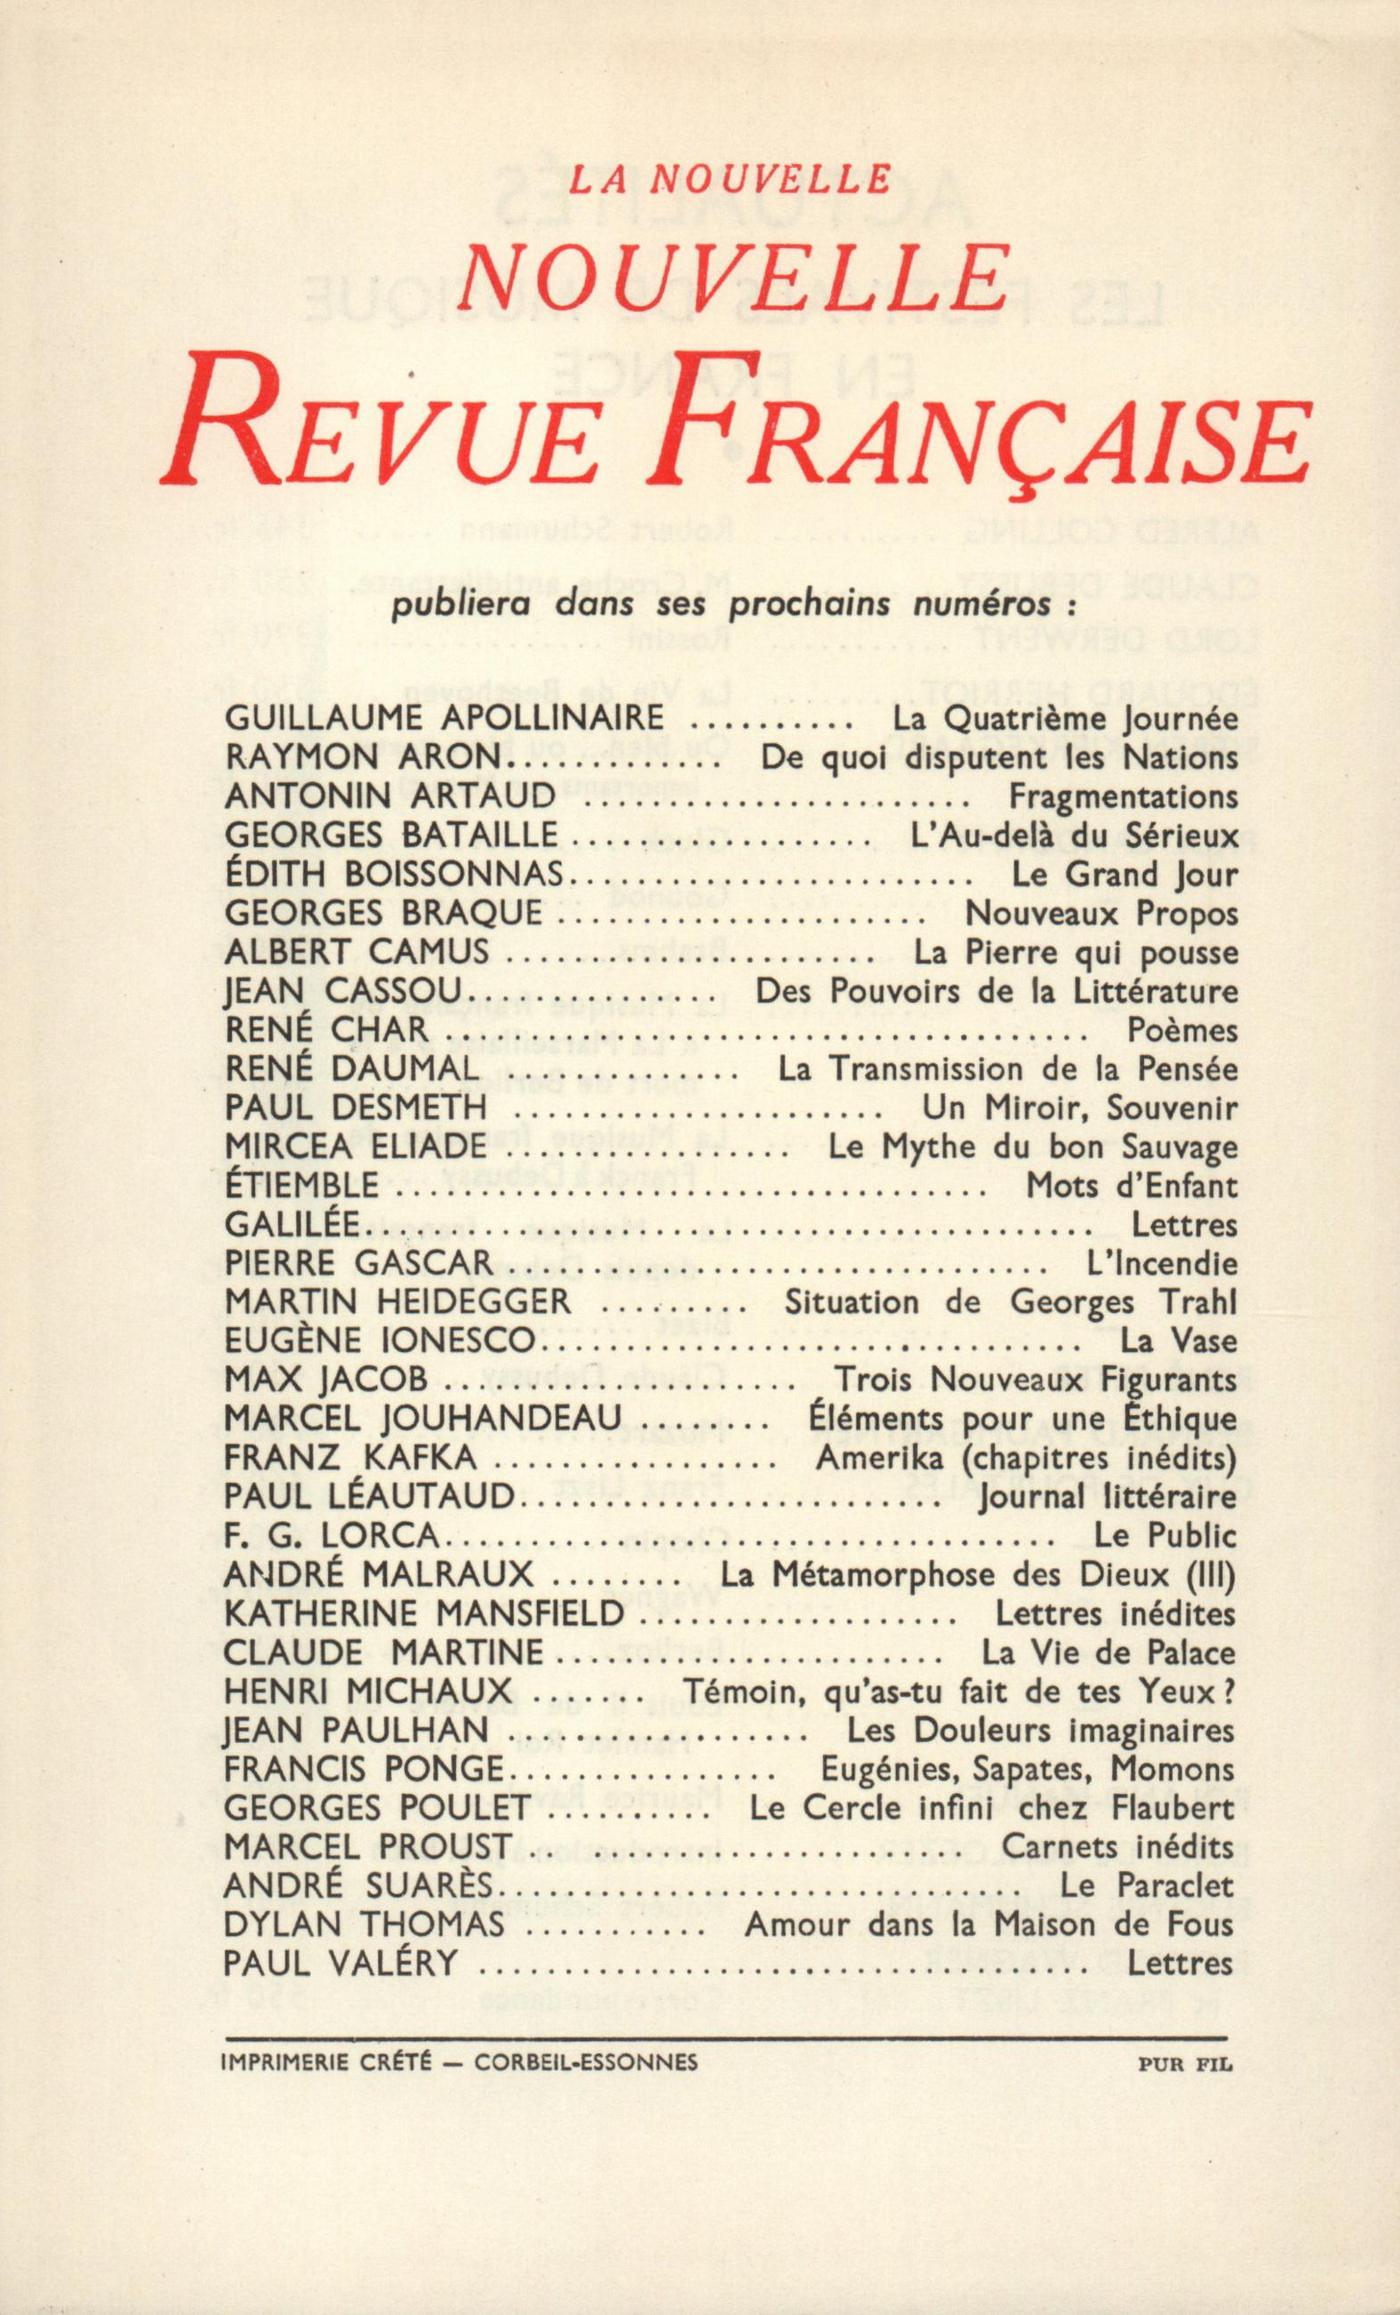 LA NOUVELLE
NOUVELLE
REVUE FRANÇAISE
publiera dans ses prochains numéros :
GUILLAUME APOLLINAIRE .......... La Quatrième Journée
RAYMON ARON............. De quoi disputent les Nations
ANTONIN ARTAUD ....................... Fragmentations
GEORGES BATAILLE .................. L'Au-delà du Sérieux
ÉDITH BOISSONNAS........................ Le Grand Jour
GEORGES BRAQUE ...................... Nouveaux Propos
ALBERT CAMUS ...................... La Pierre qui pousse
JEAN CASSOU............... Des Pouvoirs de la Littérature
RENÉ CHAR ...................................... Poèmes
RENÉ DAUMAL .............. La Transmission de la Pensée
PAUL DESMETH ...................... Un Miroir, Souvenir
MIRCEA ELIADE ................. Le Mythe du bon Sauvage
ÉTIEMBLE ................................... Mots d'Enfant
GALILÉE........................................... Lettres
PIERRE GASCAR ................................ L'Incendie
MARTIN HEIDEGGER ......... Situation de Georges Trahl
EUGÈNE IONESCO................................ La Vase
MAX JACOB ..................... Trois Nouveaux Figurants
MARCEL JOUHANDEAU ........ Éléments pour une Éthique
FRANZ KAFKA ................. Amerika (chapitres inédits)
PAUL LÉAUTAUD......................... Journal littéraire
F. G. LORCA.................................... Le Public
ANDRÉ MALRAUX ........ La Métamorphose des Dieux (III)
KATHERINE MANSFIELD ................... Lettres inédites
CLAUDE MARTINE ....................... La Vie de Palace
HENRI MICHAUX ....... Témoin, qu'as-tu fait de tes Yeux ?
JEAN PAULHAN .................. Les Douleurs imaginaires
FRANCIS PONGE................ Eugénies, Sapates, Momons
GEORGES POULET .......... Le Cercle infini chez Flaubert
MARCEL PROUST .. ...................... Carnets inédits
ANDRÉ SUARÈS............................... Le Paraclet
DYLAN THOMAS ........... Amour dans la Maison de Fous
PAUL VALÉRY .................................... Lettres
IMPRIMERIE CRÉTÉ — CORBEIL-ESSONNES PUR FIL